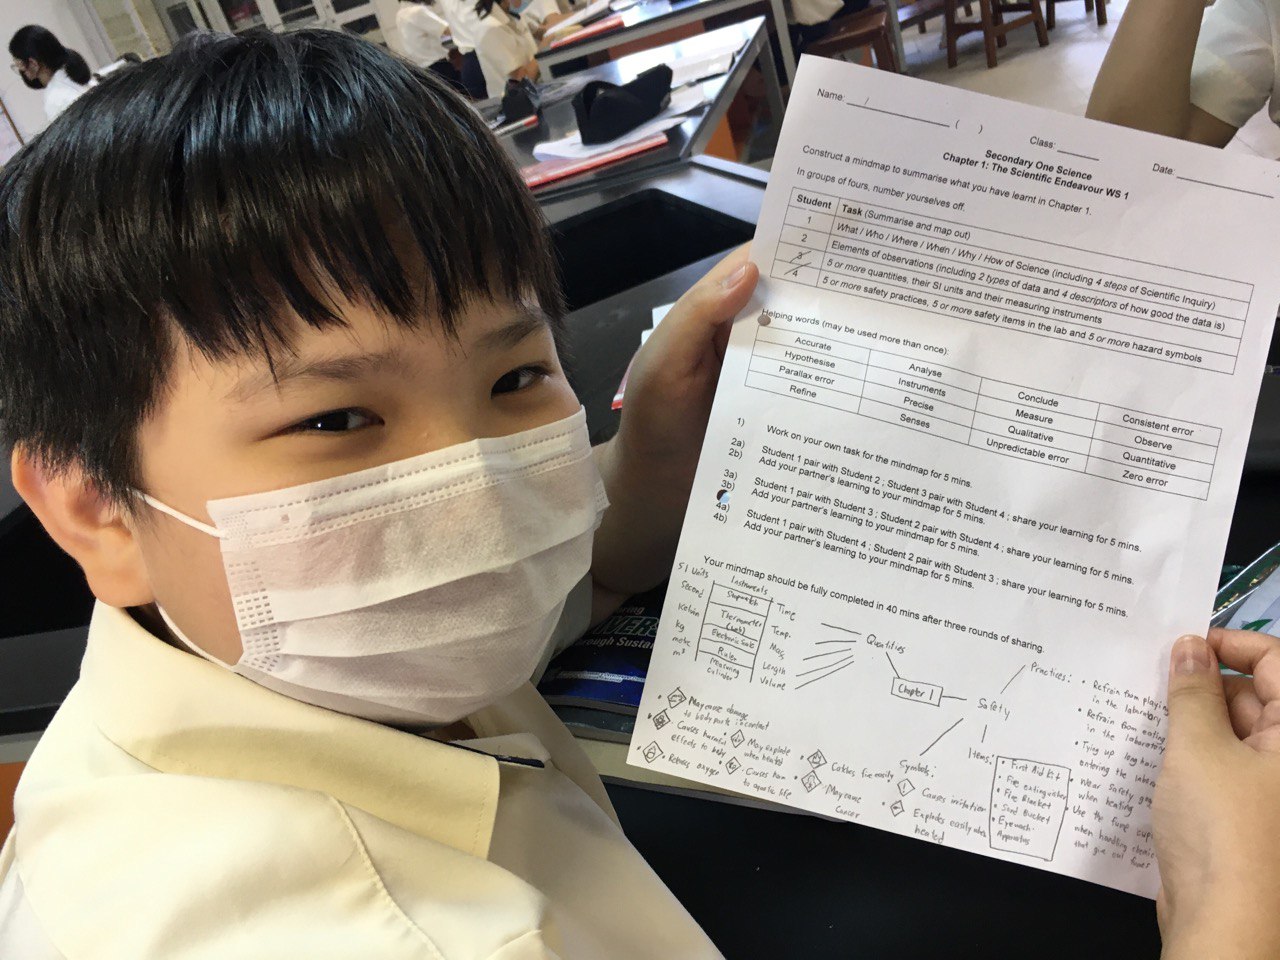 Name:
( )
Class:
Date:
Secondary One Science
Chapter 1: The Scientific Endeavour WS 1
Construct a mindmap to summarise what you have learnt in Chapter 1.
In groups of fours, number yourselves off.
Student Task (Summarise and map out)
1 What / Who / Where / When / Why / How of Science (including 4 steps of Scientific Inquiry)
2 Elements of observations (including 2 types of data and 4 descriptors of how good the data is)
3 5 or more quantities, their SI units and their measuring instruments
4 5 or more safety practices, 5 or more safety items in the lab and 5 or more hazard symbols
Helping words (may be used more than once):
Accurate Analyse Conclude Consistent error
Hypothesise Instruments Measure Observe
Parallax error Precise Qualitative Quantitative
Refine Senses Unpredictable error Zero error
1) Work on your own task for the mindmap for 5 mins.
2a) Student 1 pair with Student 2 ; Student 3 pair with Student 4 ; share your learning for 5 mins.
2b) Add your partner's learning to your mindmap for 5 mins.
3a) Student 1 pair with Student 3 ; Student 2 pair with Student 4 ; share your learning for 5 mins.
3b) Add your partner's learning to your mindmap for 5 mins.
4a) Student 1 pair with Student 4 ; Student 2 pair with Student 3 ; share your learning for 5 mins.
4b) Add your partner's learning to your mindmap for 5 mins.
Your mindmap should be fully completed in 40 mins after three rounds of sharing.
SI Units Instruments
Second Stopwatch Time
Kelvin Thermometer Temp.
kg Electronic Scale Mass
Ruler Length
m³ Measuring Cylinder Volume
Quantities
Chapter 1
Safety
Practices:
• Refrain from playing
in the laboratory
• Refrain from eating
in the laboratory
• Tying up long hair
entering the
• Wear safety
when heating
• Use the fume
when handling
that give out fumes
Items:
• First Aid Kit
• Fire extinguisher
• Fire Blanket
• Sand Bucket
• Eyewash
Apparatus
Symbols:
• May cause damage
to body parts in contact
• Causes harmful
effects to body
• Retains oxygen
• May explode
when heated
• Causes harm
to aquatic life
• Catches fire easily
• May cause
Cancer
• Causes irritation
• Explodes easily when
heated